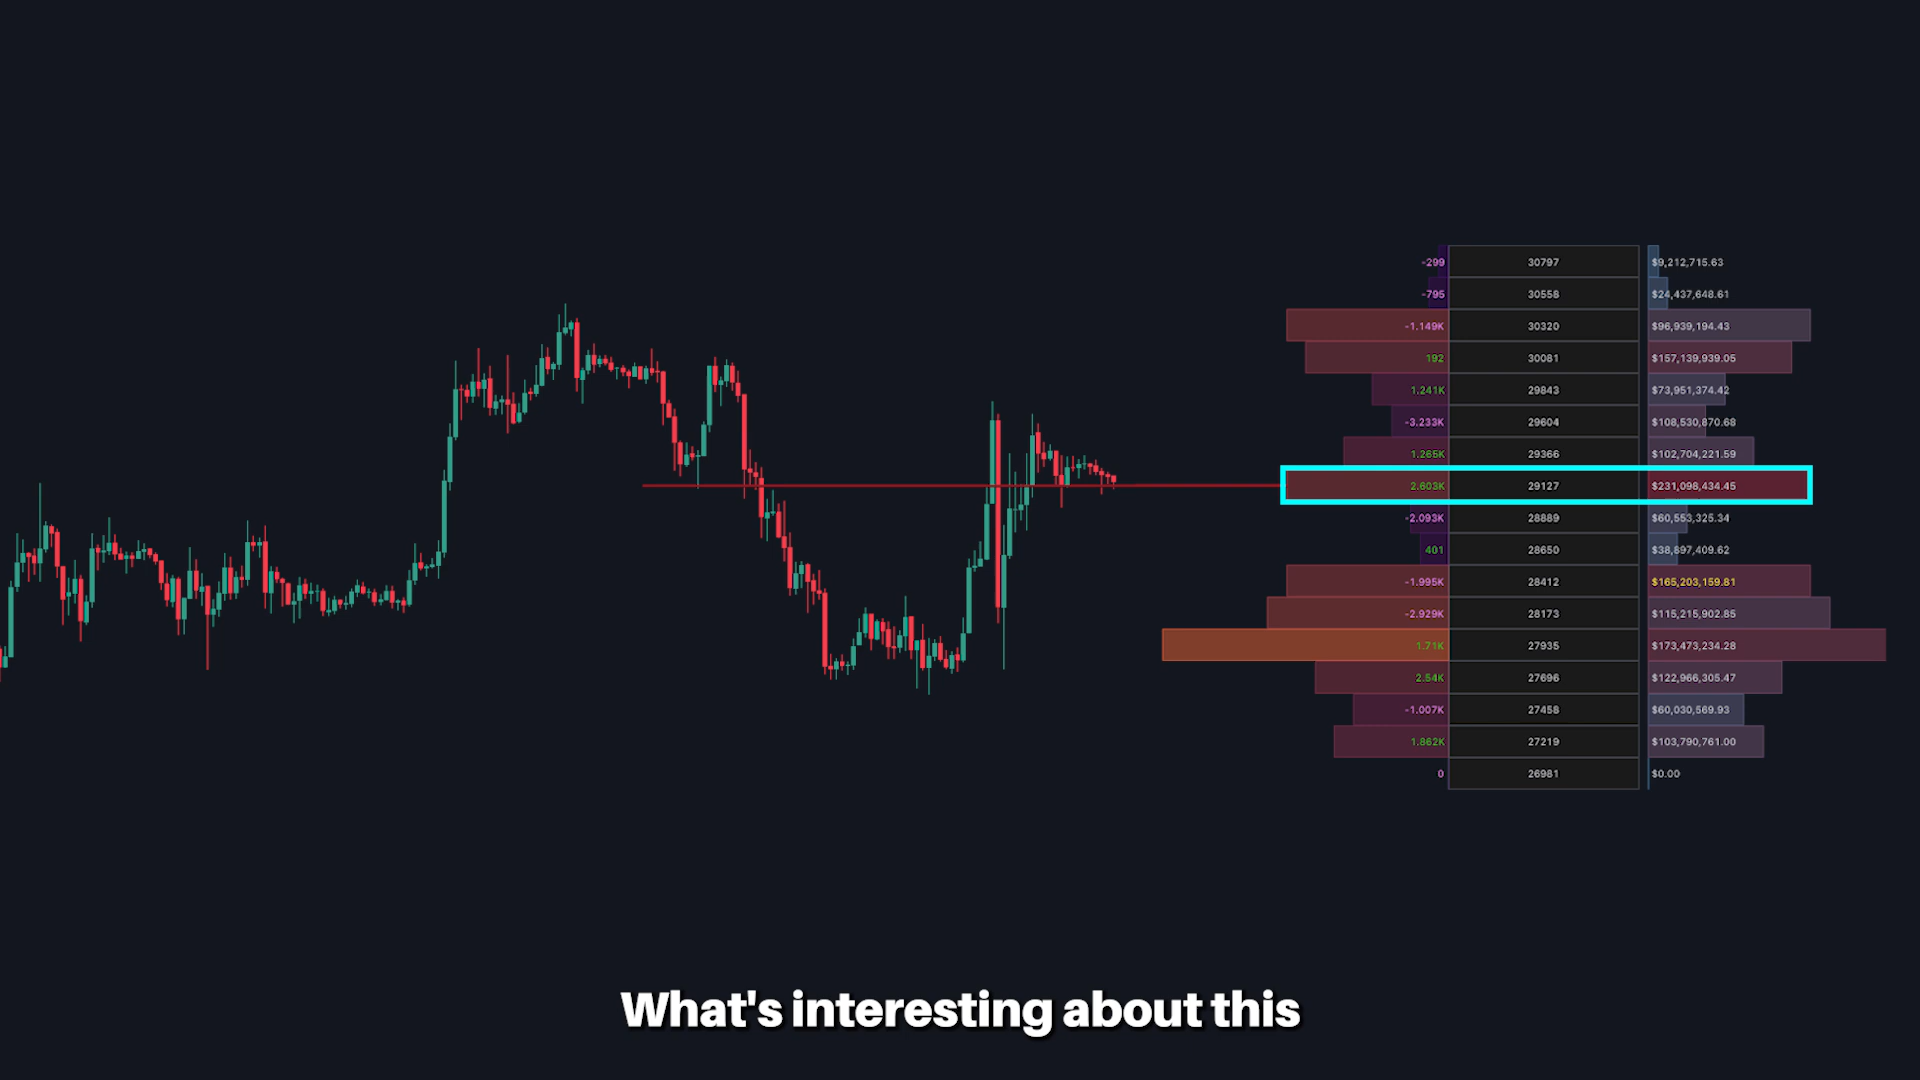 -299 30797 $9,212,715.63
-795 30558 $24,437,648.61
-1.149K 30320 $96,939,194.43
192 30081 $157,139,939.05
1.241K 29843 $73,951,374.42
-3.233K 29604 $108,530,870.68
1.265K 29366 $102,704,221.59
2.603K 29127 $231,098,434.45
-2.093K 28889 $60,553,325.34
401 28650 $38,897,409.62
-1.995K 28412 $165,203,159.81
-2.929K 28173 $115,215,902.85
1.71K 27935 $173,473,234.28
2.54K 27696 $122,966,305.47
-1.007K 27458 $60,030,569.93
1.862K 27219 $103,790,761.00
0 26981 $0.00
What's interesting about this